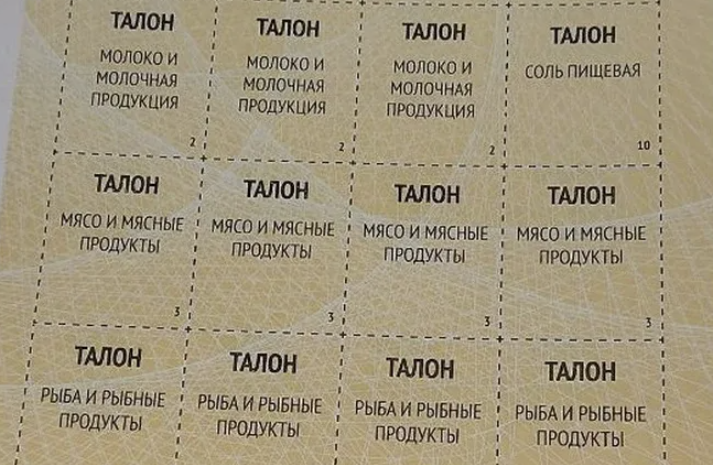 ТАЛОН ТАЛОН ТАЛОН ТАЛОН
МОЛОКО И МОЛОКО И МОЛОКО И СОЛЬ ПИЩЕВАЯ
МОЛОЧНАЯ МОЛОЧНАЯ МОЛОЧНАЯ
ПРОДУКЦИЯ ПРОДУКЦИЯ ПРОДУКЦИЯ
2 2 2 10
ТАЛОН ТАЛОН ТАЛОН ТАЛОН
МЯСО И МЯСНЫЕ МЯСО И МЯСНЫЕ МЯСО И МЯСНЫЕ МЯСО И МЯСНЫЕ
ПРОДУКТЫ ПРОДУКТЫ ПРОДУКТЫ ПРОДУКТЫ
3 3 3 3
ТАЛОН ТАЛОН ТАЛОН ТАЛОН
РЫБА И РЫБНЫЕ РЫБА И РЫБНЫЕ РЫБА И РЫБНЫЕ РЫБА И РЫБНЫЕ
ПРОДУКТЫ ПРОДУКТЫ ПРОДУКТЫ ПРОДУКТЫ